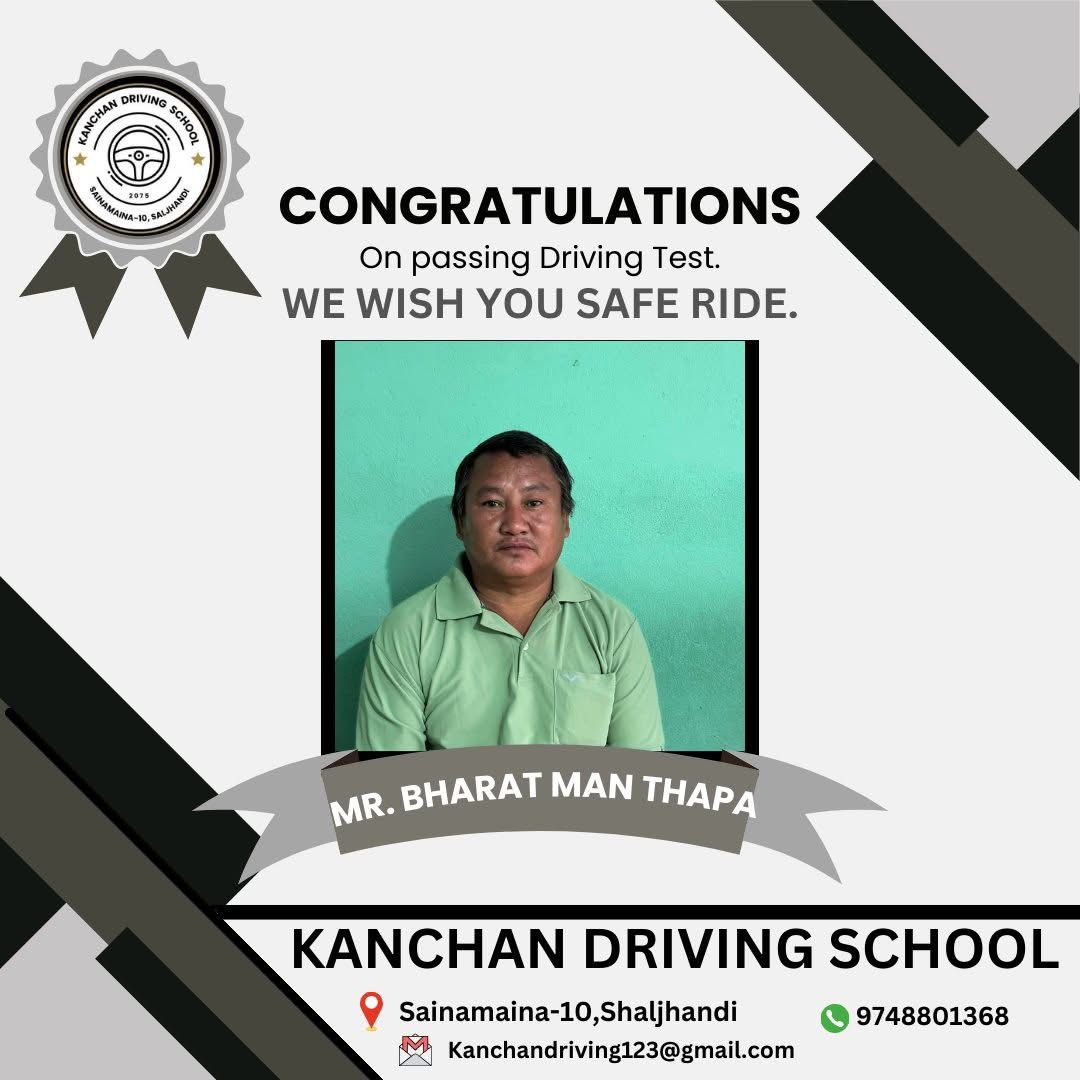 KANCHAN DRIVING SCHOOL
2075
SAINAMAINA-10, SALJHANDI
CONGRATULATIONS
On passing Driving Test.
WE WISH YOU SAFE RIDE.
MR. BHARAT MAN THAPA
KANCHAN DRIVING SCHOOL
Sainamaina-10,Shaljhandi
9748801368
Kanchandriving123@gmail.com